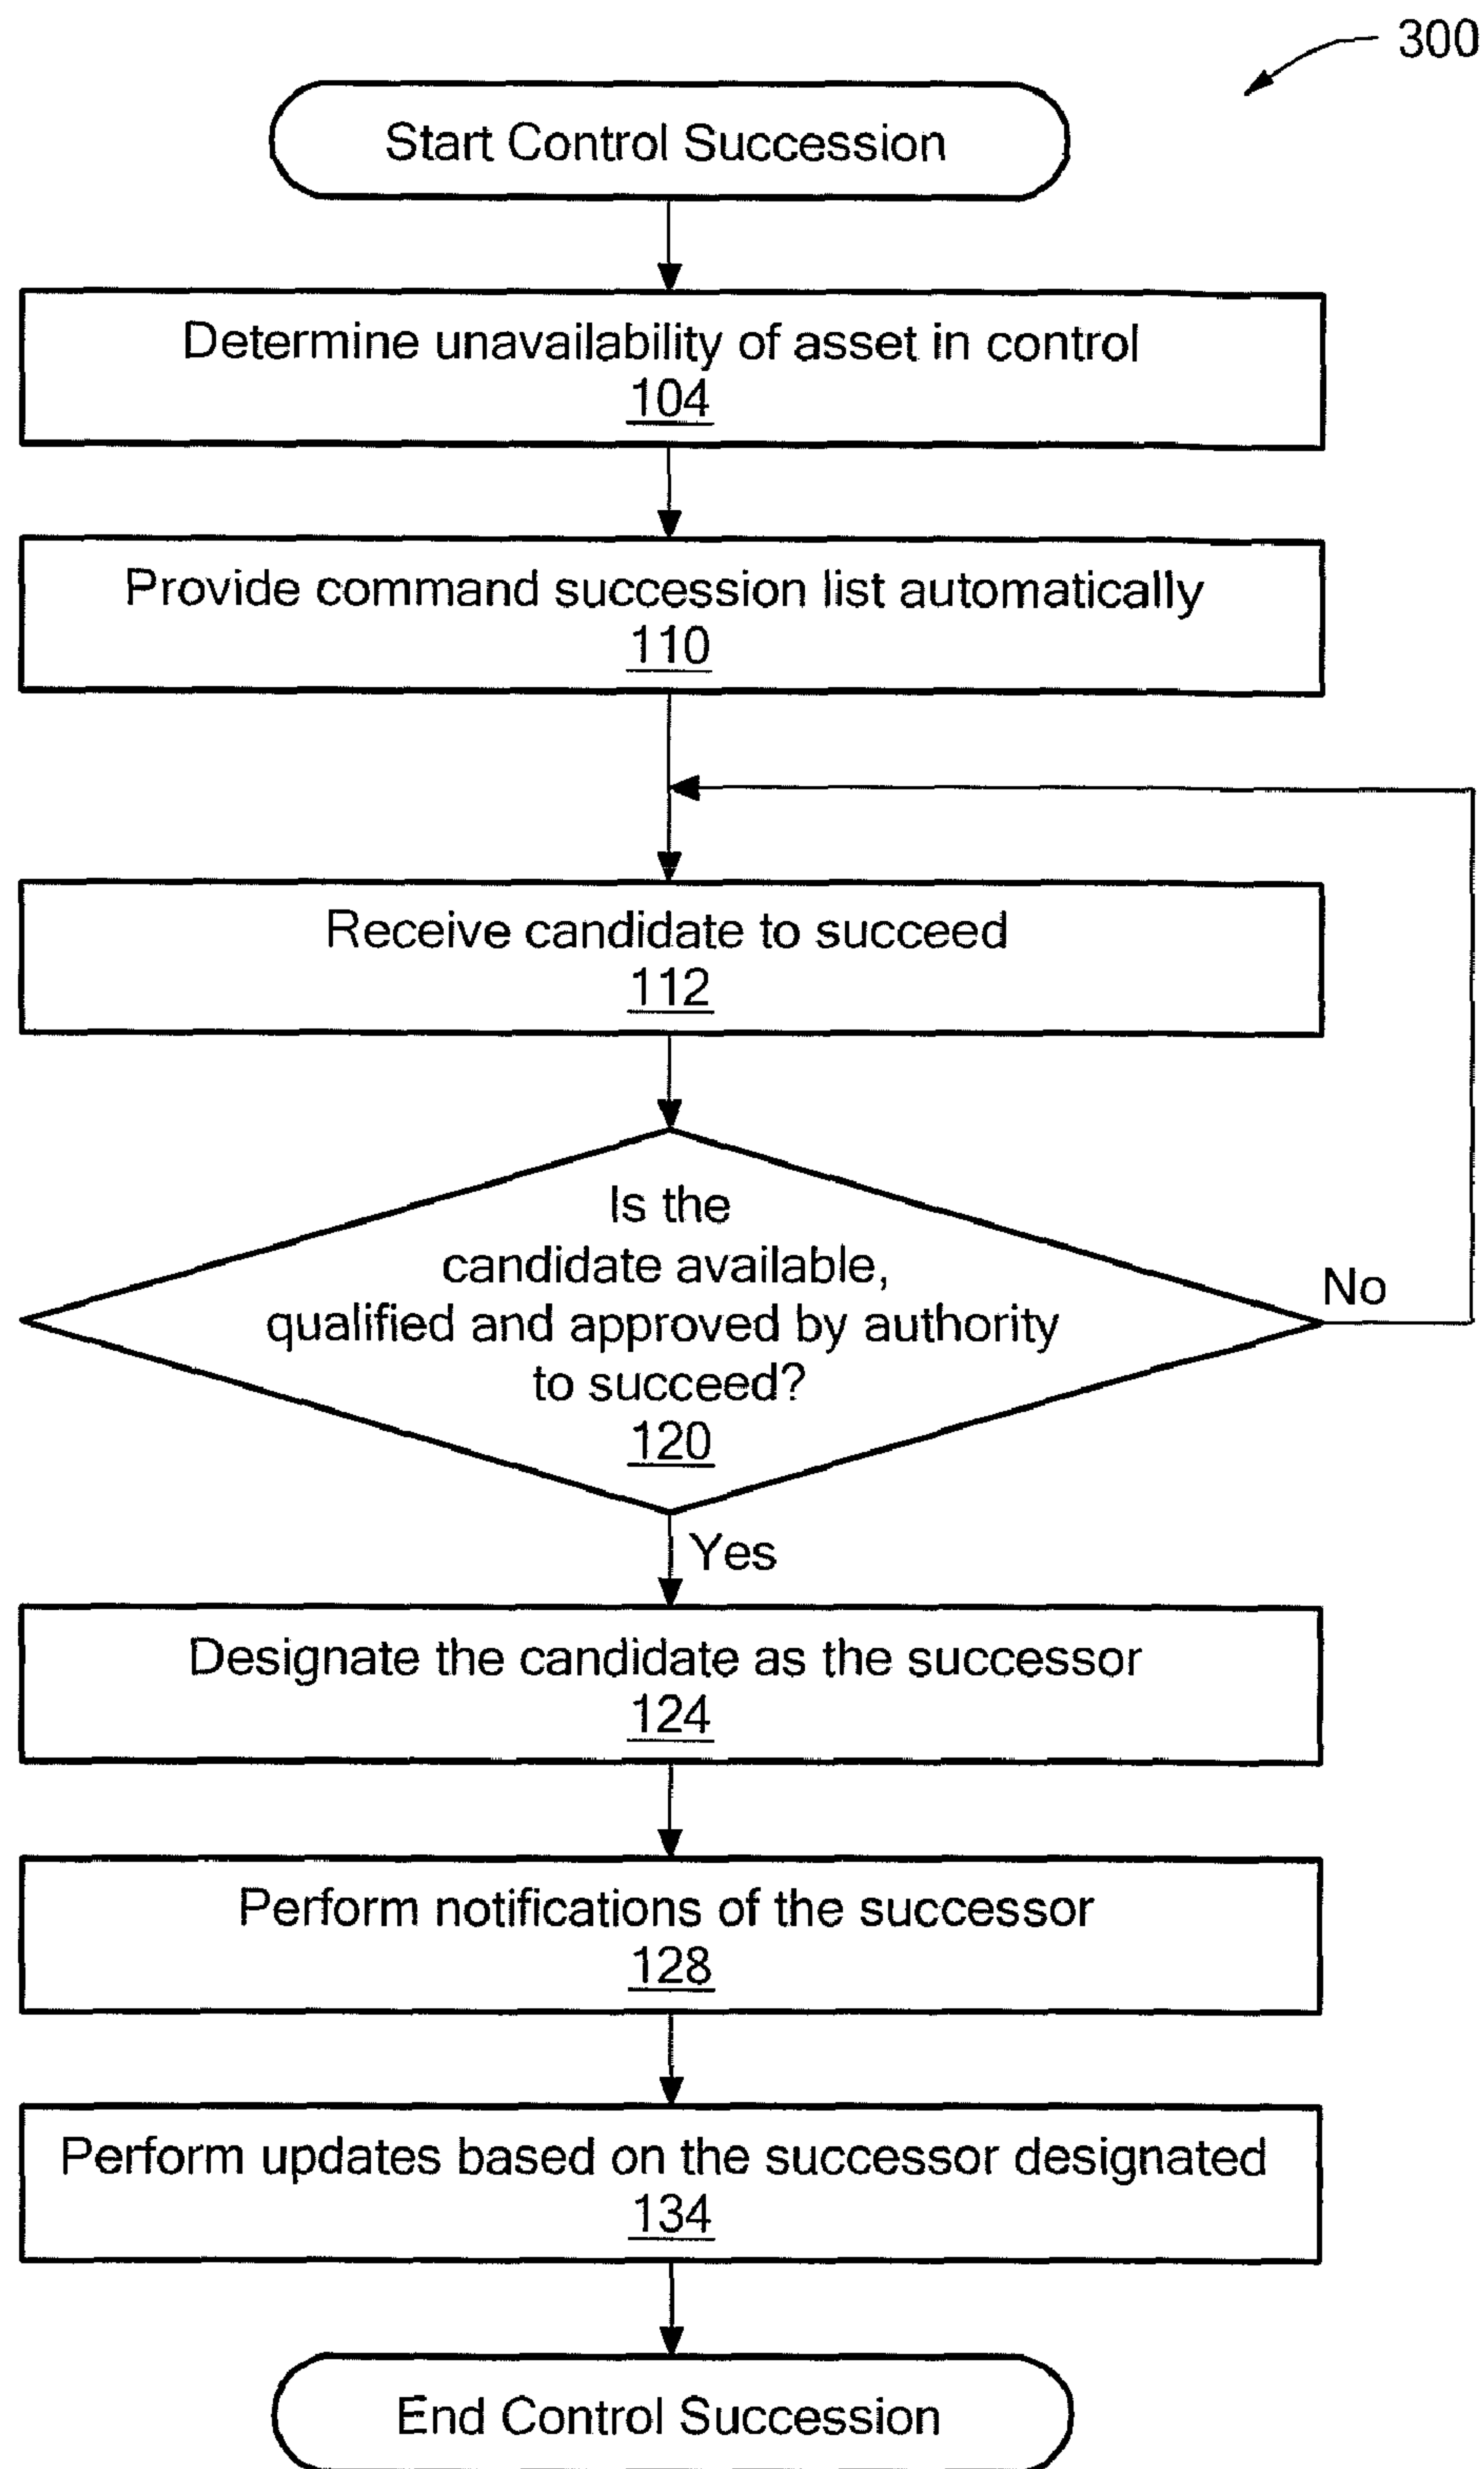 300
Start Control Succession
Determine unavailability of asset in control
104
Provide command succession list automatically
110
Receive candidate to succeed
112
Is the
candidate available,
qualified and approved by authority
to succeed?
120
No
Yes
Designate the candidate as the successor
124
Perform notifications of the successor
128
Perform updates based on the successor designated
134
End Control Succession